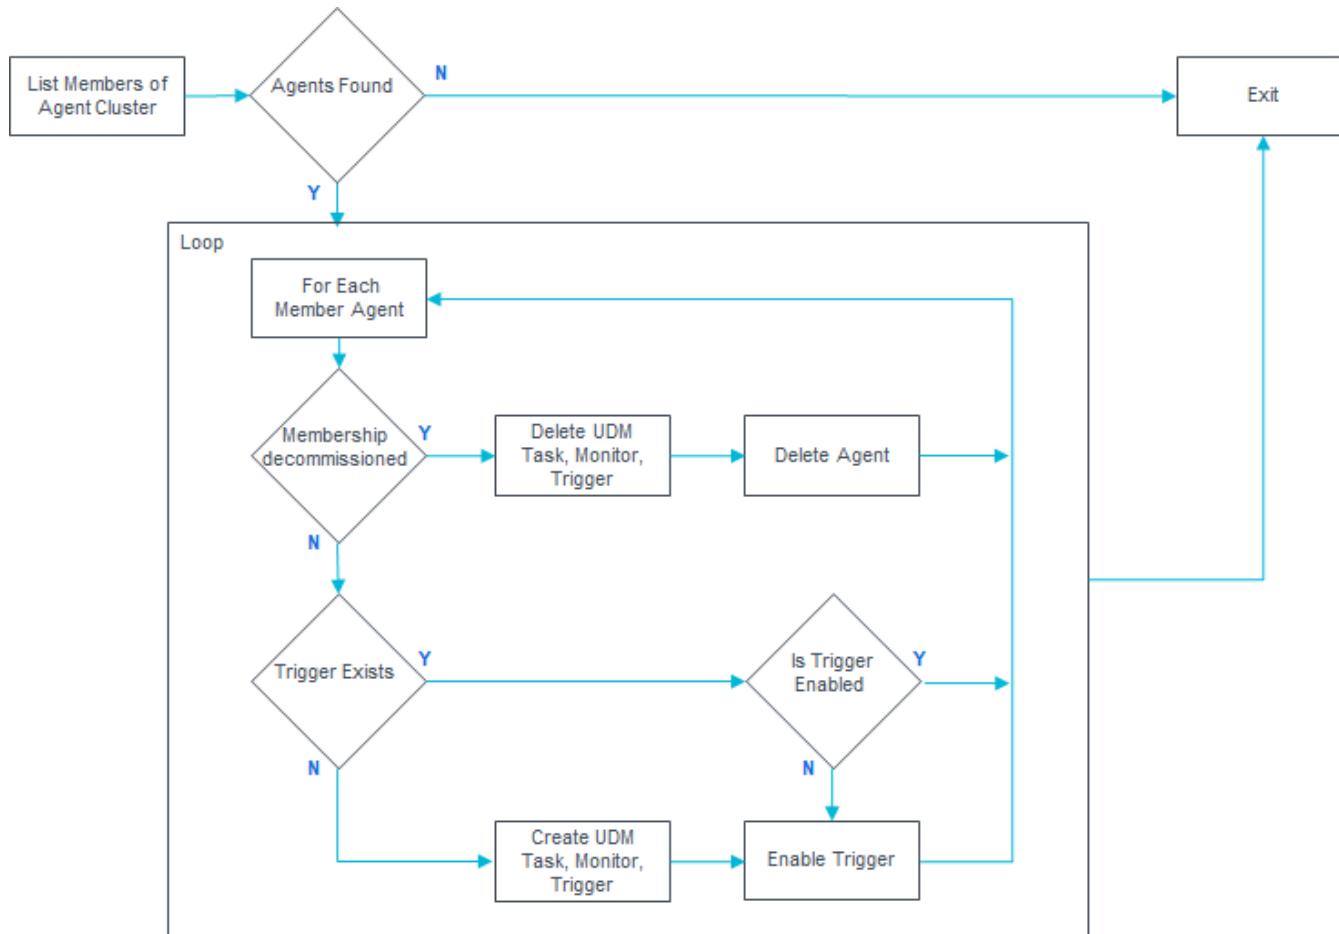 List Members of
Agent Cluster
Agents Found
N
Exit
Y
Loop
For Each
Member Agent
Membership
decommissioned
Y
Delete UDM
Task, Monitor,
Trigger
Delete Agent
N
Trigger Exists
Y
Is Trigger
Enabled
Y
N
N
Create UDM
Task, Monitor,
Trigger
Enable Trigger